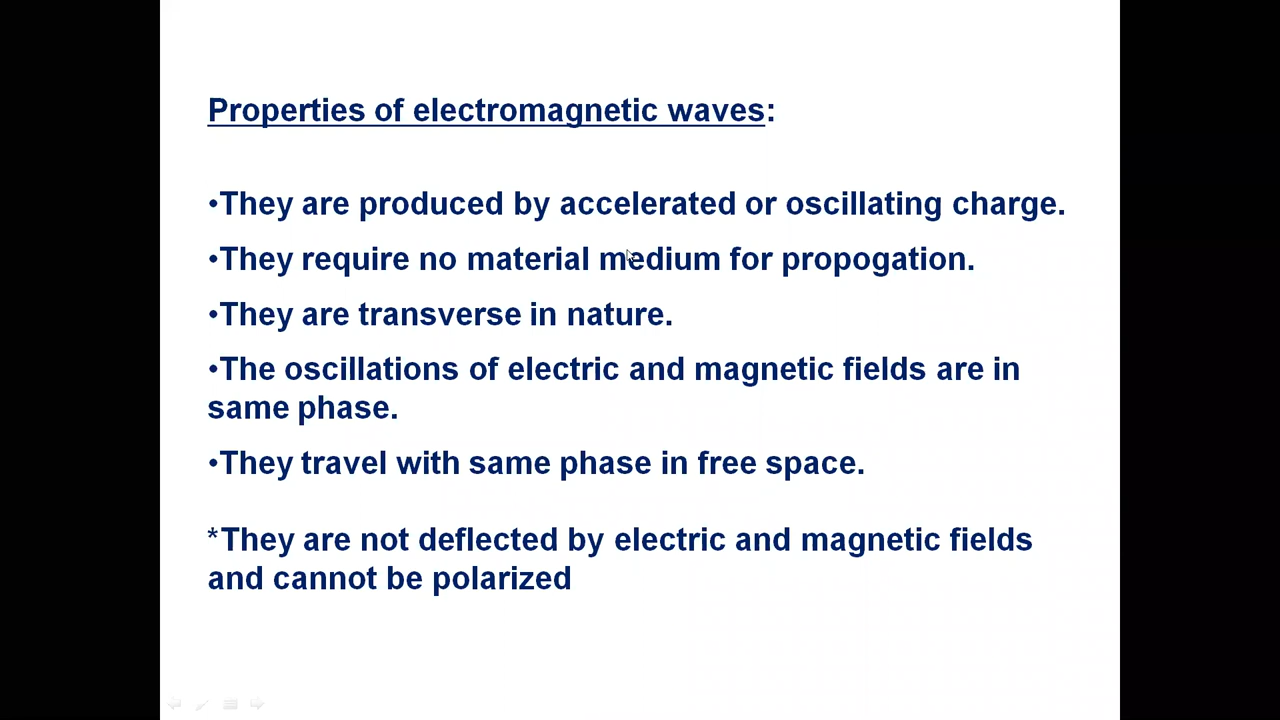 Properties of electromagnetic waves:
•They are produced by accelerated or oscillating charge.
•They require no material medium for propogation.
•They are transverse in nature.
•The oscillations of electric and magnetic fields are in
same phase.
•They travel with same phase in free space.
*They are not deflected by electric and magnetic fields
and cannot be polarized